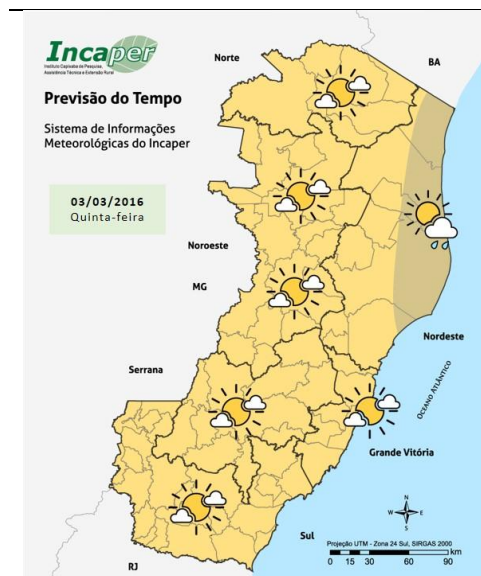 Incaper
Instituto Capixaba de Pesquisa,
Assistência Técnica e Extensão Rural
Previsão do Tempo
Sistema de Informações
Meteorológicas do Incaper
03/03/2016
Quinta-feira
Norte
BA
Noroeste
MG
Nordeste
Serrana
OCEANO ATLÂNTICO
Grande Vitória
N
W
E
S
Sul
RJ
Projeção UTM - Zona 24 Sul, SIRGAS 2000
km
0 15 30 60 90